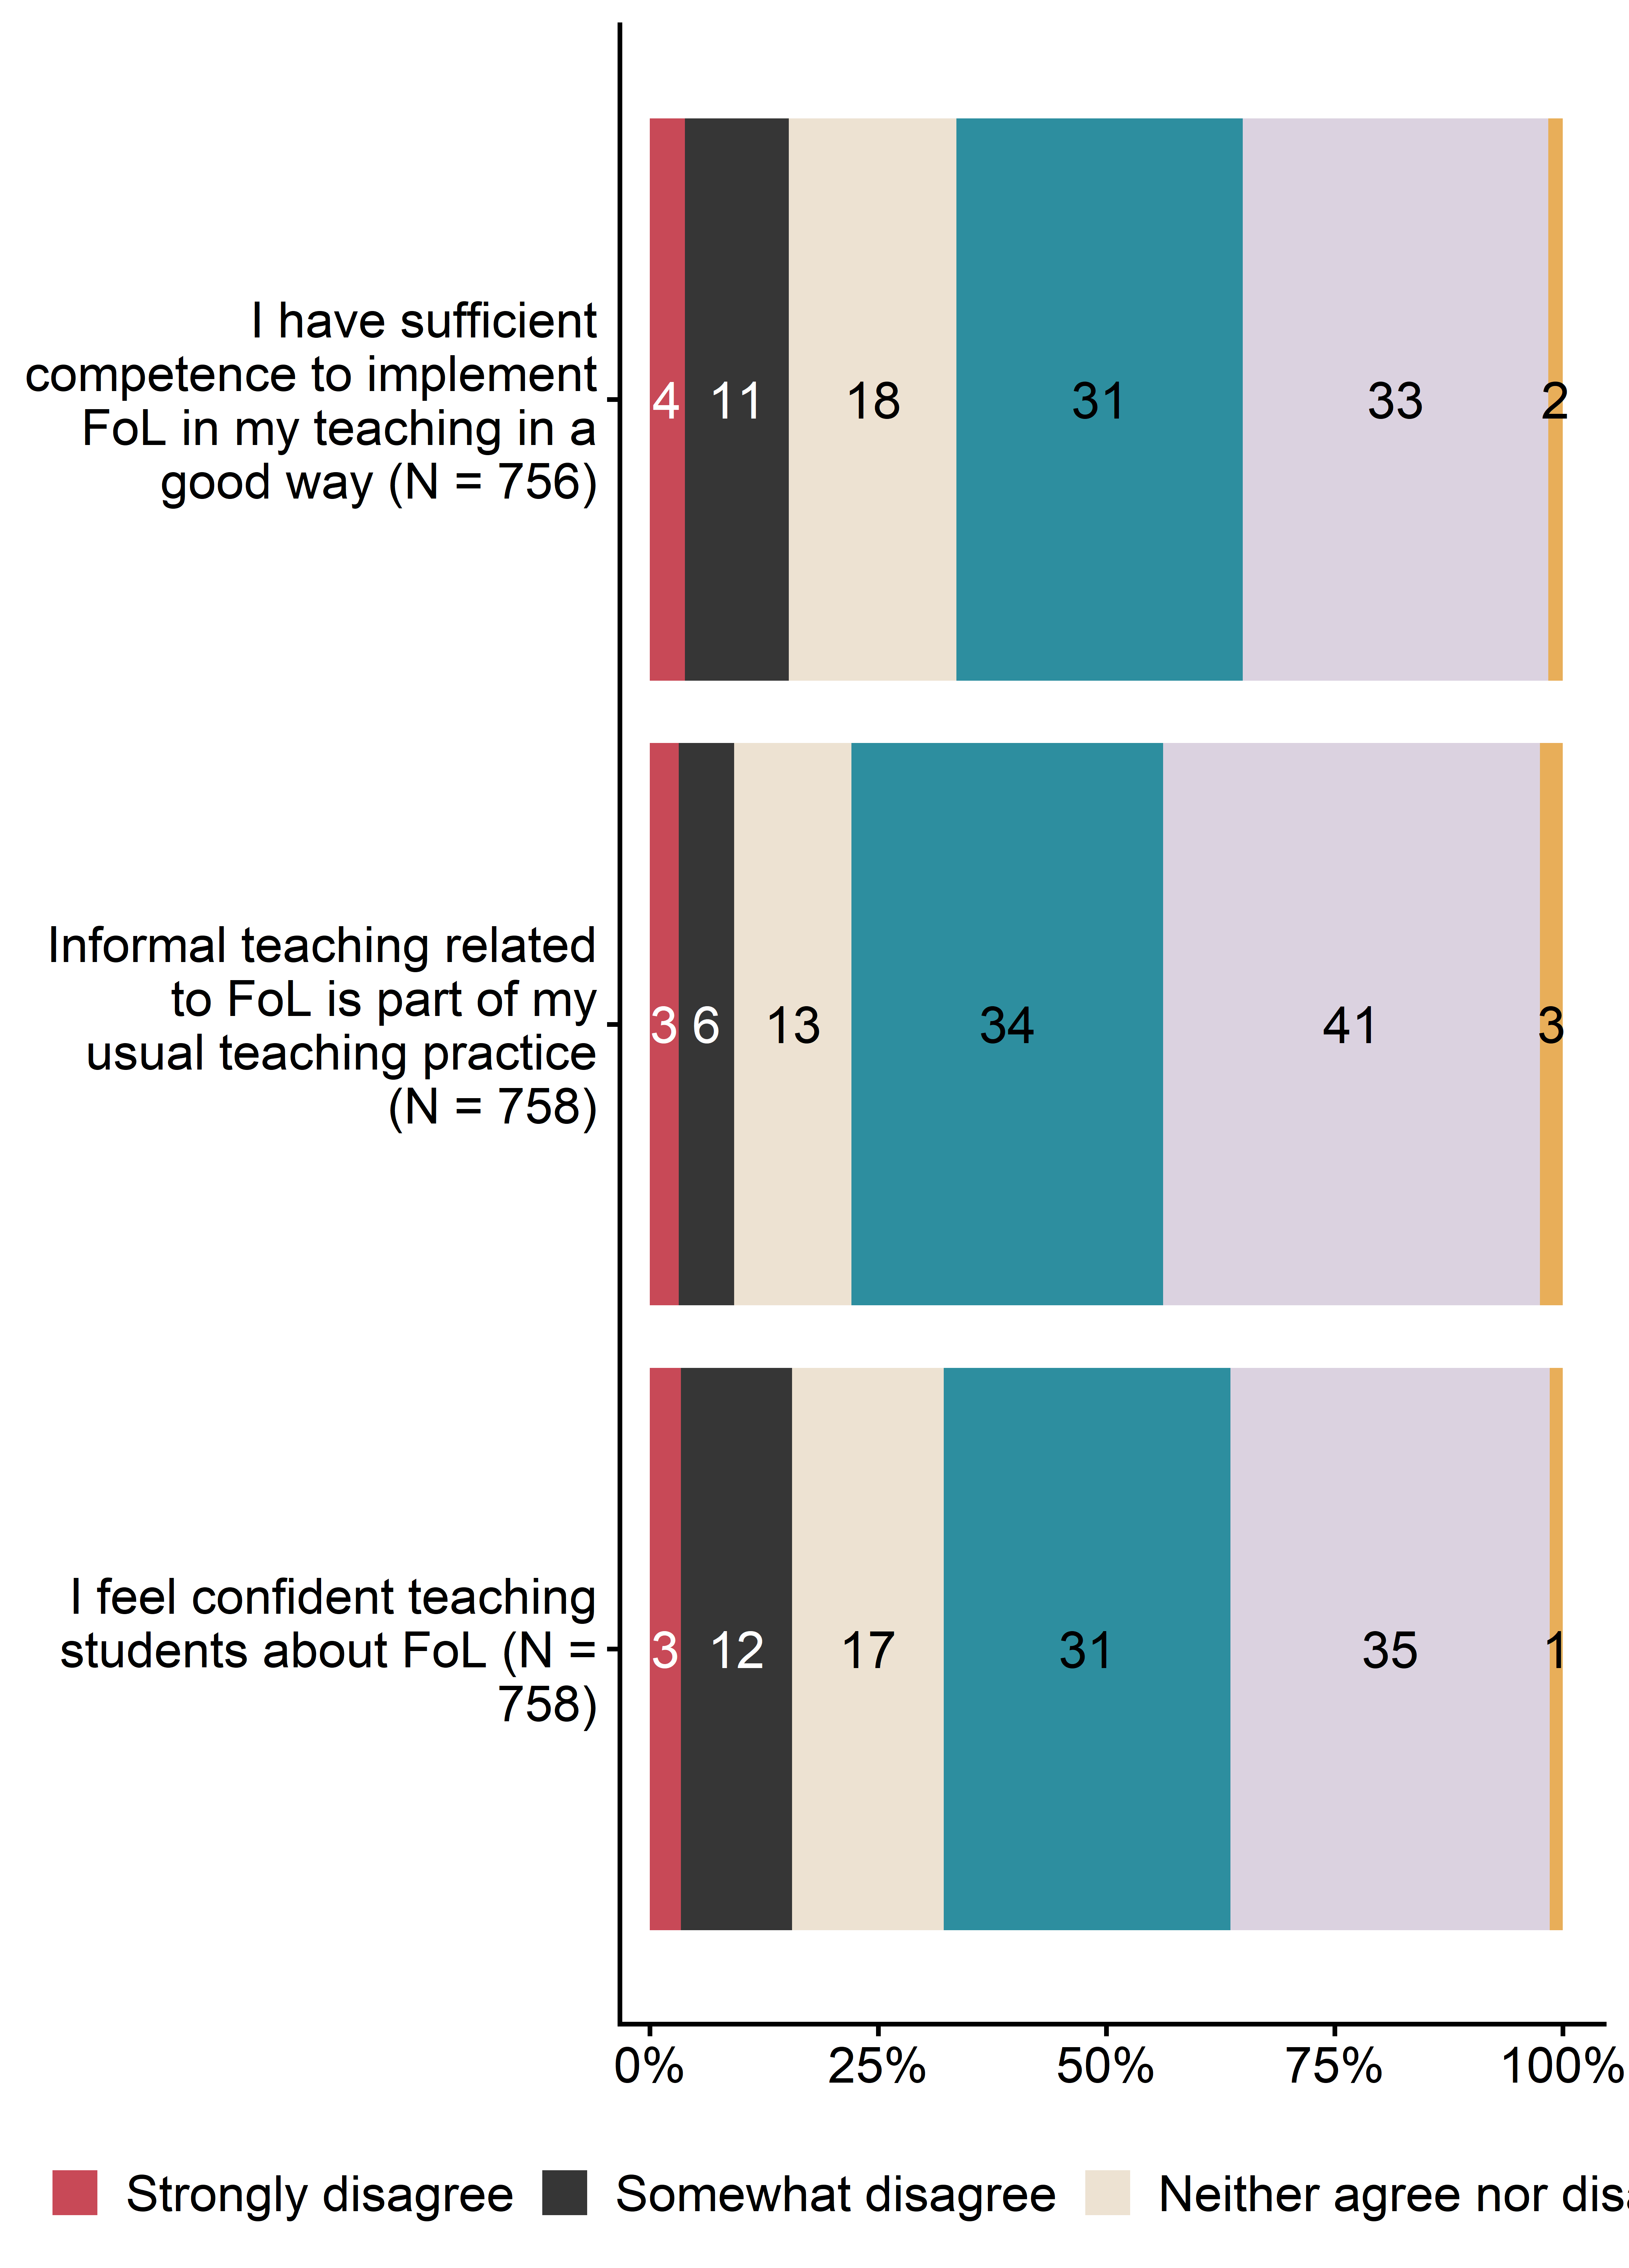 I have sufficient
competence to implement
FoL in my teaching in a
good way (N = 756)
4 11 18 31 33 2
Informal teaching related
to FoL is part of my
usual teaching practice
(N = 758)
3 6 13 34 41 3
I feel confident teaching
students about FoL (N =
758)
3 12 17 31 35 1
0% 25% 50% 75% 100%
Strongly disagree Somewhat disagree Neither agree nor